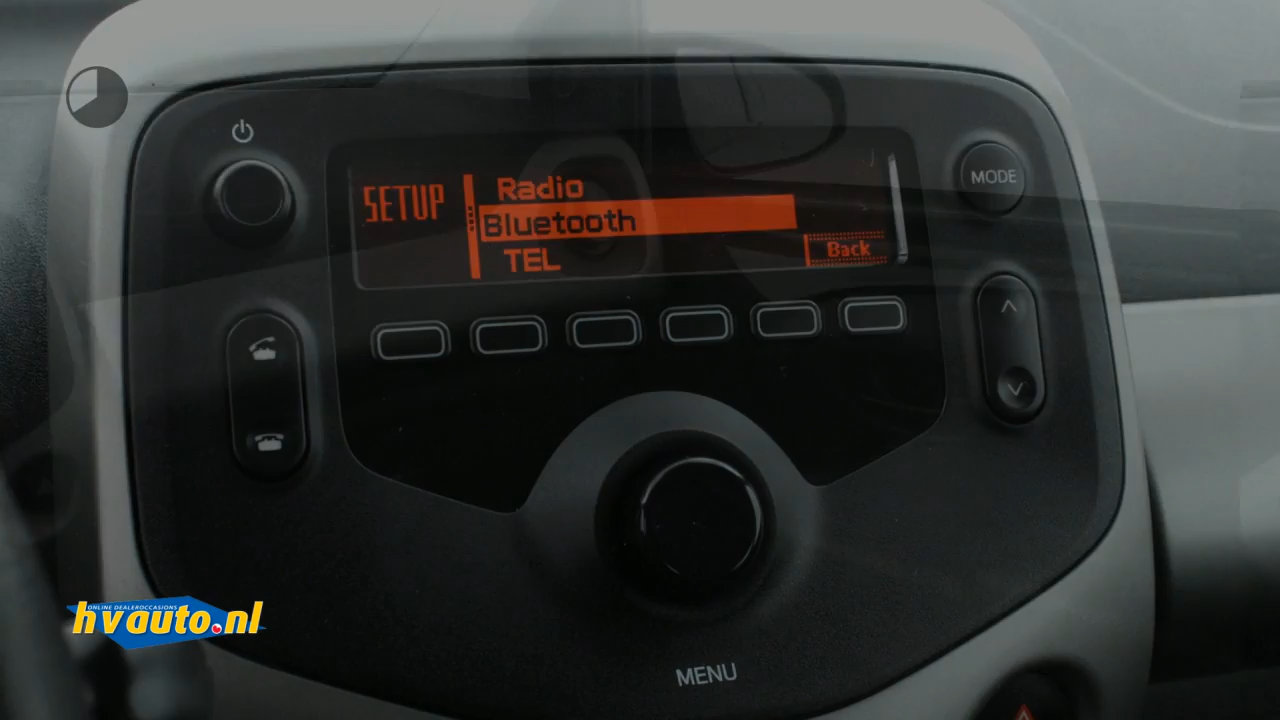 SETUP
Radio
Bluetooth
TEL
Back
MODE
MENU
ONLINE DEALEROCCASIONS
hvauto.nl